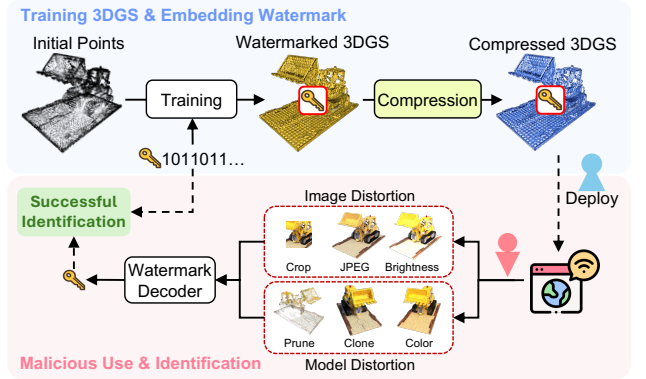 Training 3DGS & Embedding Watermark
Initial Points
Watermarked 3DGS
Compressed 3DGS
Training
Compression
1011011...
Deploy
Successful
Identification
Image Distortion
Crop
JPEG
Brightness
Watermark
Decoder
Prune
Clone
Color
Model Distortion
Malicious Use & Identification